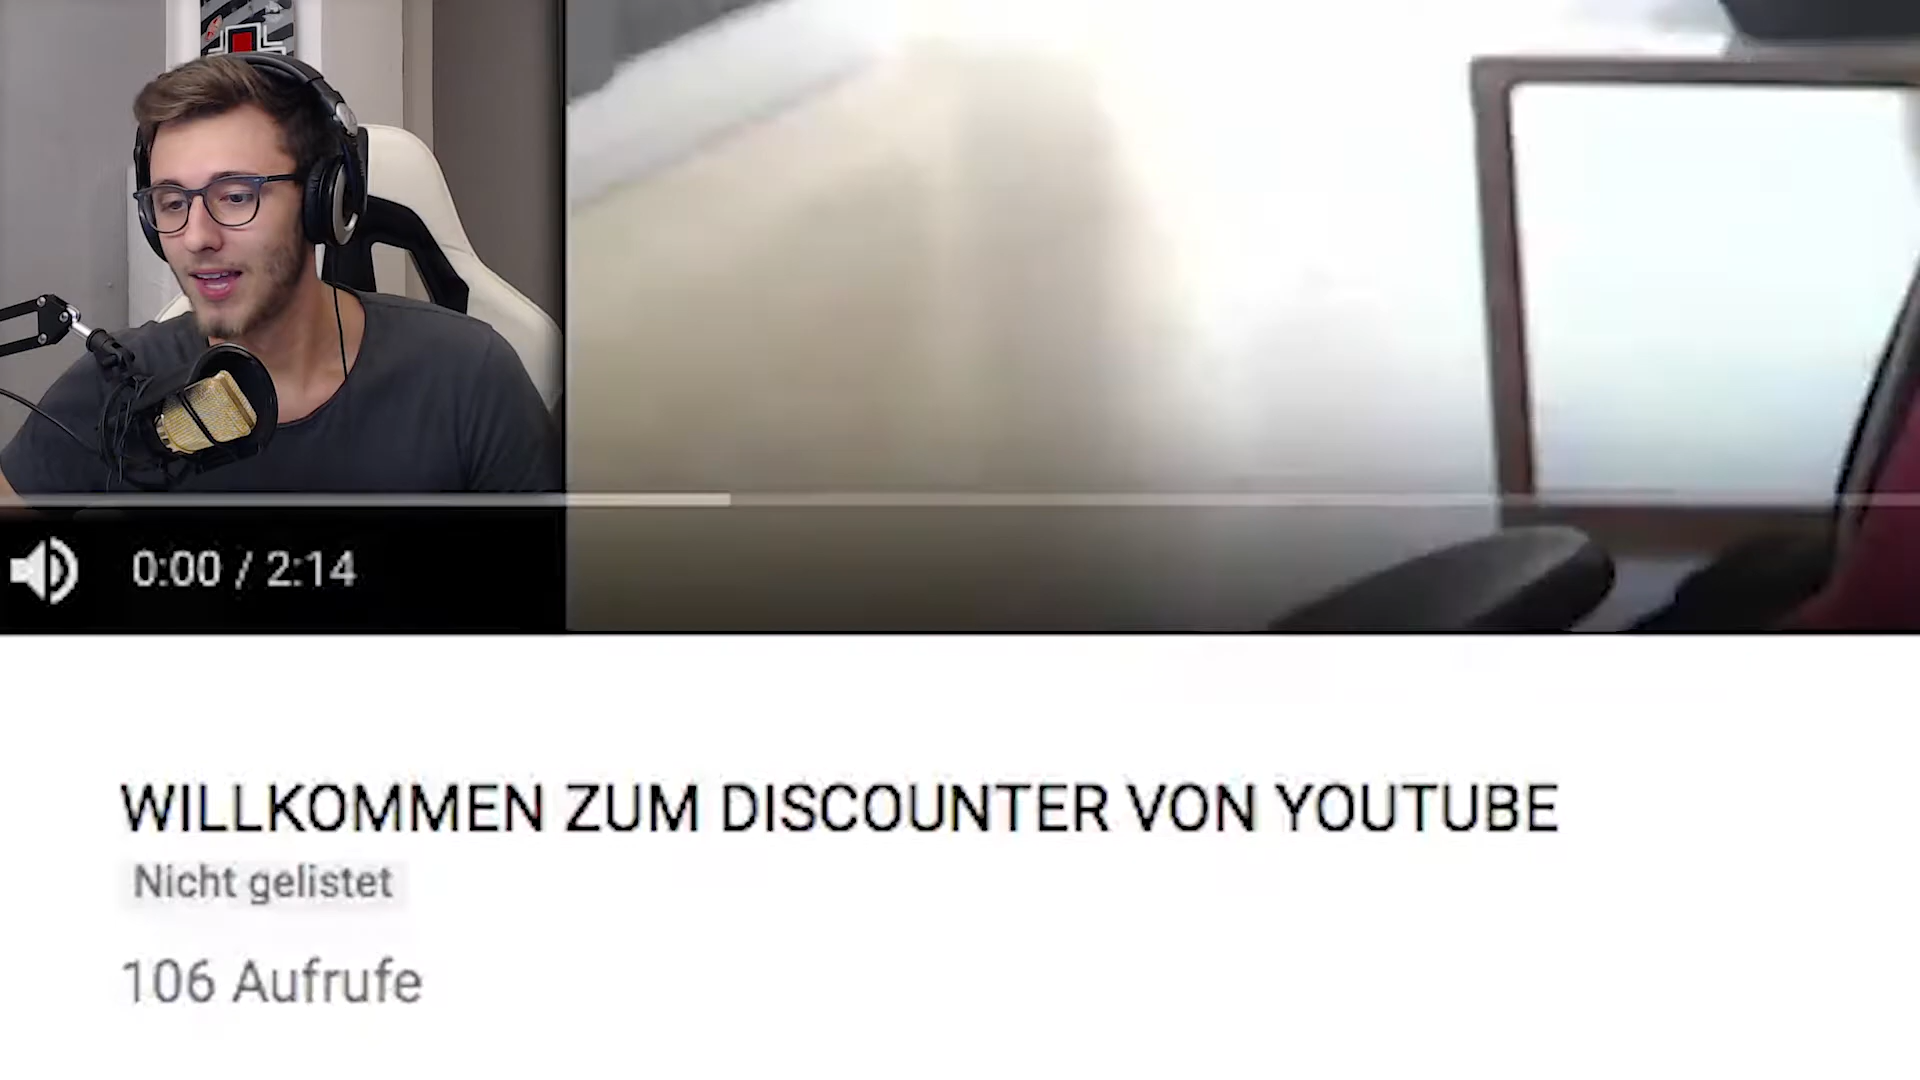 0:00 / 2:14
WILLKOMMEN ZUM DISCOUNTER VON YOUTUBE
Nicht gelistet
106 Aufrufe